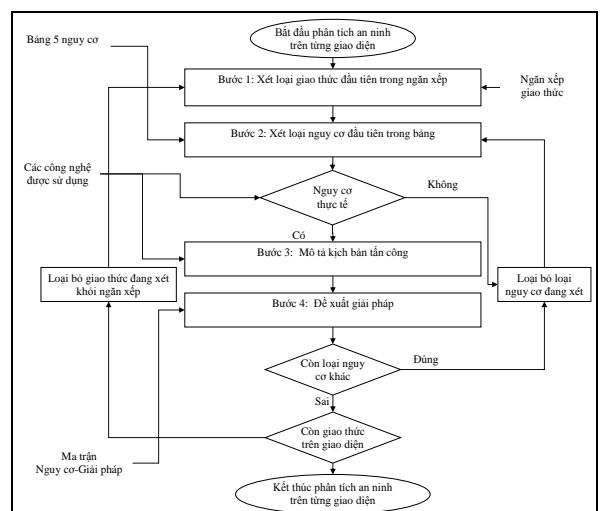 Bắt đầu phân tích an ninh
trên từng giao diện
Bảng 5 nguy cơ
Bước 1: Xét loại giao thức đầu tiên trong ngăn xếp
Ngăn xếp
giao thức
Bước 2: Xét loại nguy cơ đầu tiên trong bảng
Các công nghệ
được sử dụng
Nguy cơ
thực tế
Không
Có
Bước 3: Mô tả kịch bản tấn công
Loại bỏ giao thức đang xét
khỏi ngăn xếp
Loại bỏ loại
nguy cơ đang xét
Bước 4: Đề xuất giải pháp
Còn loại nguy
cơ khác
Đúng
Sai
Còn giao thức
trên giao diện
Ma trận
Nguy cơ-Giải pháp
Kết thúc phân tích an ninh
trên từng giao diện